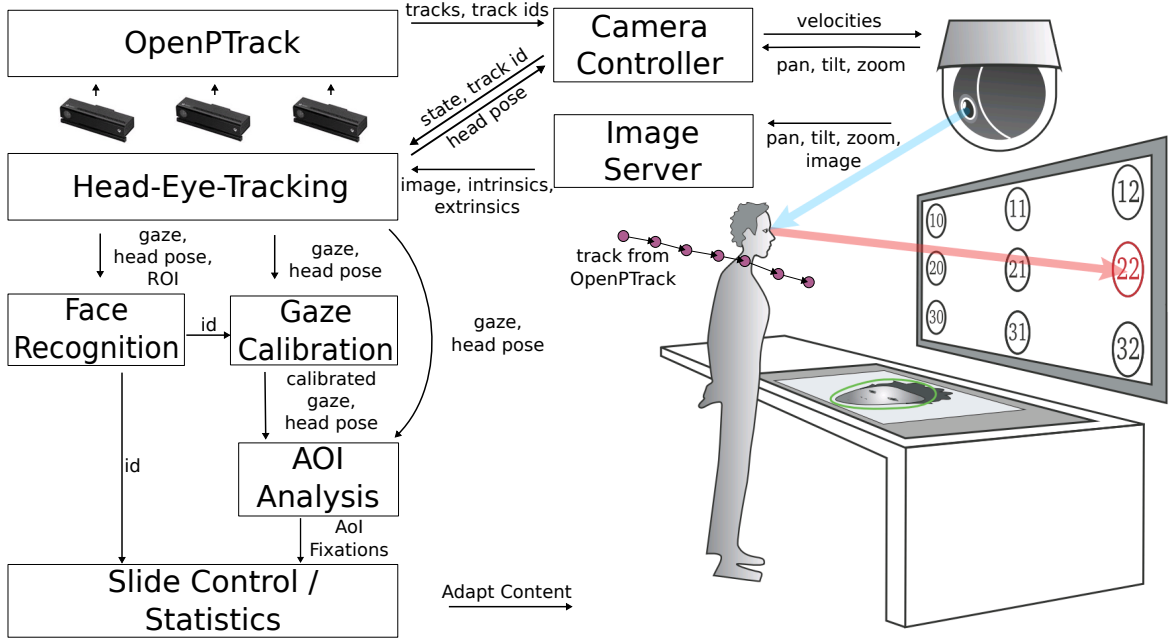 OpenPTrack
tracks, track ids
Camera
Controller
velocities
pan, tilt, zoom
state, track id
head pose
Image
Server
pan, tilt, zoom,
image
Head-Eye-Tracking
image, intrinsics,
extrinsics
gaze,
head pose,
ROI
gaze,
head pose
track from
OpenPTrack
10
11
12
20
21
22
30
31
32
Face
Recognition
id
Gaze
Calibration
gaze,
head pose
calibrated
gaze,
head pose
id
AOI
Analysis
AoI
Fixations
Slide Control /
Statistics
Adapt Content